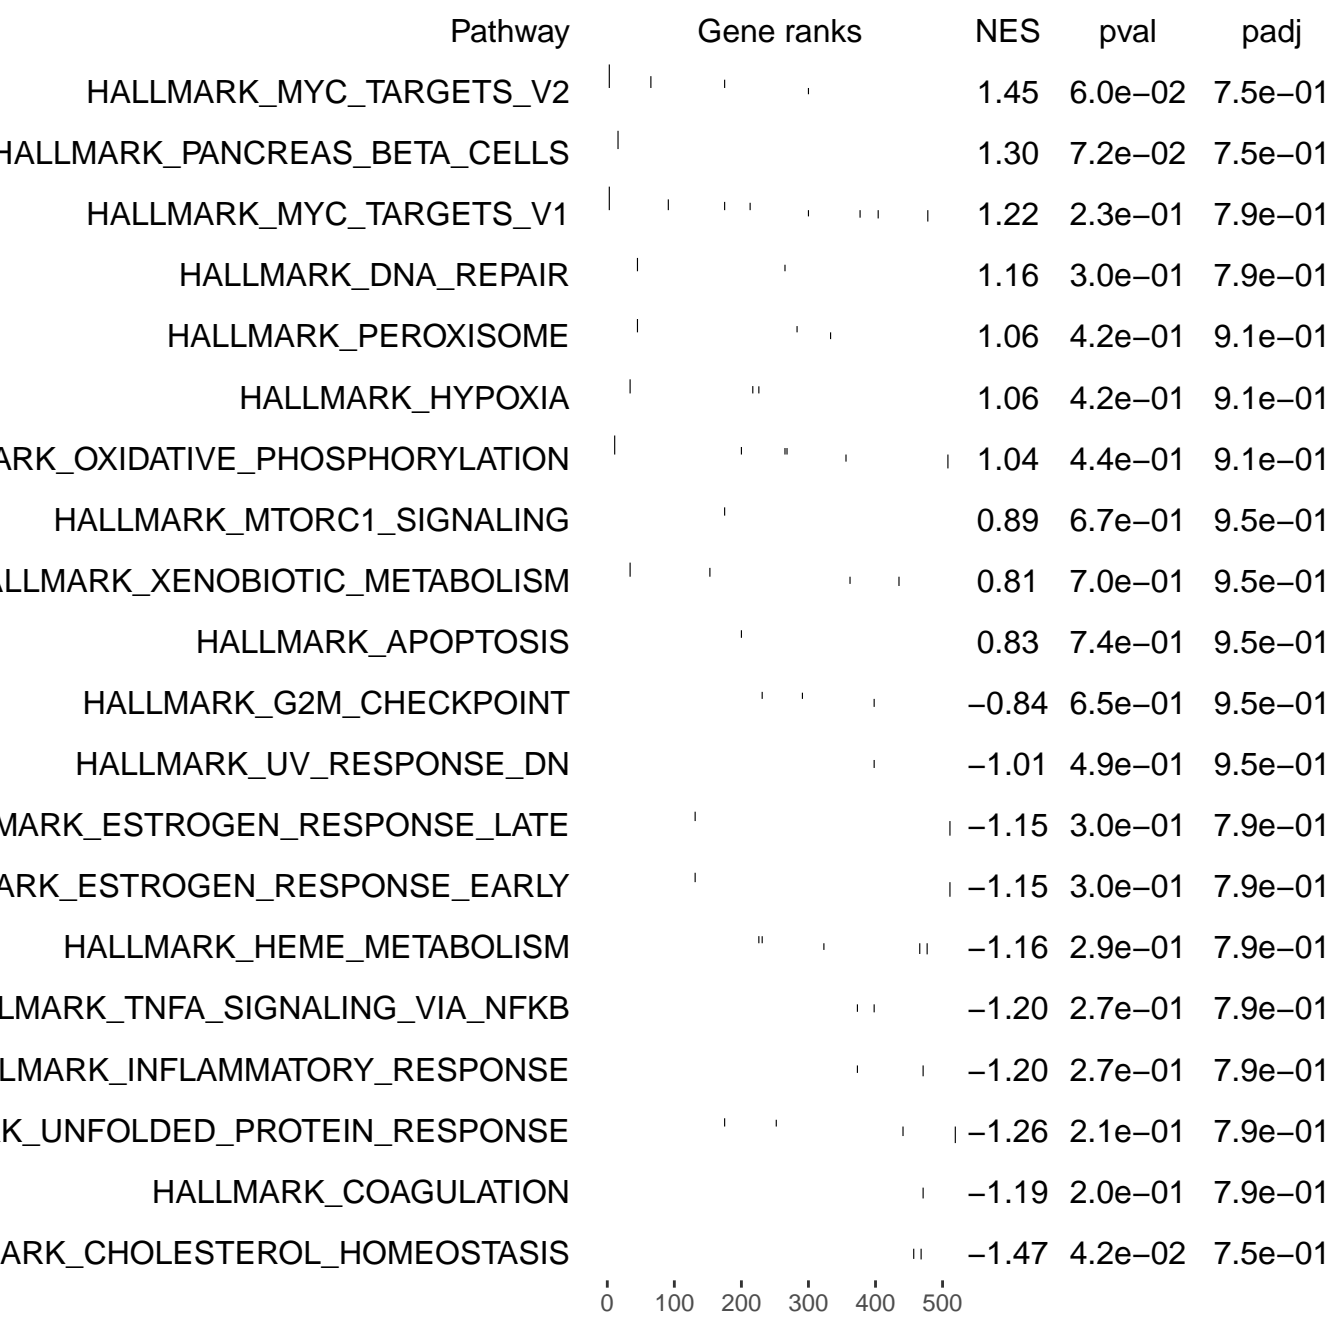 Pathway Gene ranks NES pval padj
HALLMARK_MYC_TARGETS_V2 1.45 6.0e−02 7.5e−01
HALLMARK_PANCREAS_BETA_CELLS 1.30 7.2e−02 7.5e−01
HALLMARK_MYC_TARGETS_V1 1.22 2.3e−01 7.9e−01
HALLMARK_DNA_REPAIR 1.16 3.0e−01 7.9e−01
HALLMARK_PEROXISOME 1.06 4.2e−01 9.1e−01
HALLMARK_HYPOXIA 1.06 4.2e−01 9.1e−01
ARK_OXIDATIVE_PHOSPHORYLATION 1.04 4.4e−01 9.1e−01
HALLMARK_MTORC1_SIGNALING 0.89 6.7e−01 9.5e−01
ALLMARK_XENOBIOTIC_METABOLISM 0.81 7.0e−01 9.5e−01
HALLMARK_APOPTOSIS 0.83 7.4e−01 9.5e−01
HALLMARK_G2M_CHECKPOINT −0.84 6.5e−01 9.5e−01
HALLMARK_UV_RESPONSE_DN −1.01 4.9e−01 9.5e−01
MARK_ESTROGEN_RESPONSE_LATE −1.15 3.0e−01 7.9e−01
ARK_ESTROGEN_RESPONSE_EARLY −1.15 3.0e−01 7.9e−01
HALLMARK_HEME_METABOLISM −1.16 2.9e−01 7.9e−01
LMARK_TNFA_SIGNALING_VIA_NFKB −1.20 2.7e−01 7.9e−01
LMARK_INFLAMMATORY_RESPONSE −1.20 2.7e−01 7.9e−01
K_UNFOLDED_PROTEIN_RESPONSE −1.26 2.1e−01 7.9e−01
HALLMARK_COAGULATION −1.19 2.0e−01 7.9e−01
ARK_CHOLESTEROL_HOMEOSTASIS −1.47 4.2e−02 7.5e−01
0 100 200 300 400 500